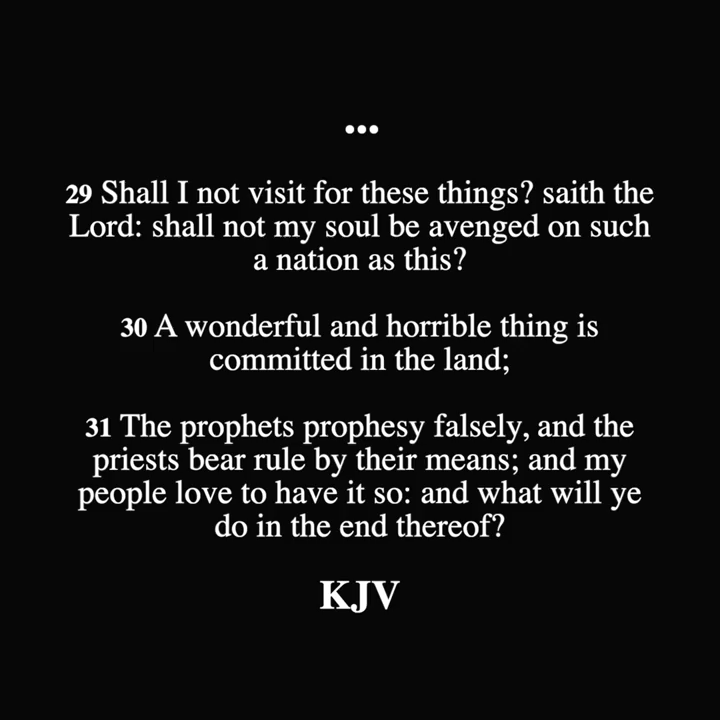 ...
29 Shall I not visit for these things? saith the
Lord: shall not my soul be avenged on such
a nation as this?
30 A wonderful and horrible thing is
committed in the land;
31 The prophets prophesy falsely, and the
priests bear rule by their means; and my
people love to have it so: and what will ye
do in the end thereof?
KJV